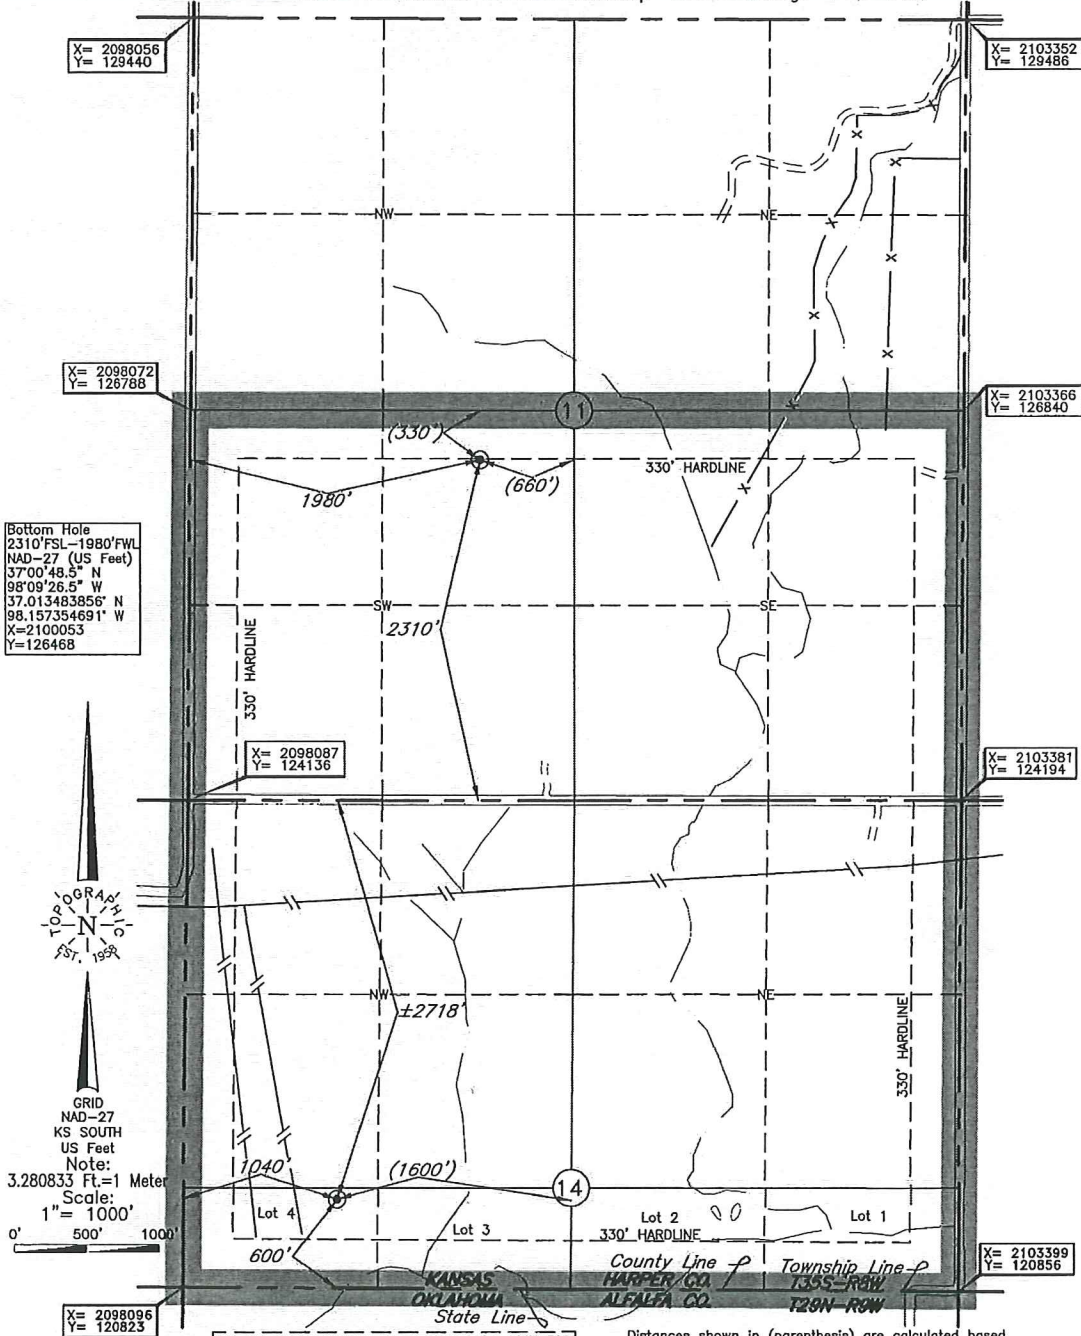 X= 2098056
Y= 129440
X= 2103352
Y= 129486
NW
NE
X= 2098072
Y= 126788
X= 2103366
Y= 126840
11
(330')
330' HARDLINE
1980'
(660')
Bottom Hole
2310'FSL-1980'FWL
NAD-27 (US Feet)
37°00'48.5" N
98°09'26.5" W
37.013483856° N
98.157354691° W
X=2100053
Y=126468
SW
SE
2310'
330' HARDLINE
X= 2098087
Y= 124136
X= 2103381
Y= 124194
TOPOGRAPHIC
N
EST. 1958
NW
NE
±2718'
330' HARDLINE
GRID
NAD-27
KS SOUTH
US Feet
Note:
3.280833 Ft.=1 Meter
Scale:
1"= 1000'
0' 500' 1000'
1040'
(1600')
14
Lot 4
Lot 3
Lot 2
Lot 1
330' HARDLINE
600'
County Line
Township Line
KANSAS
HARPER CO.
T35S-R8W
OKLAHOMA
ALFALFA CO.
T29N-R9W
State Line
X= 2103399
Y= 120856
X= 2098096
Y= 120823
Distances shown in (parenthesis) are calculated based